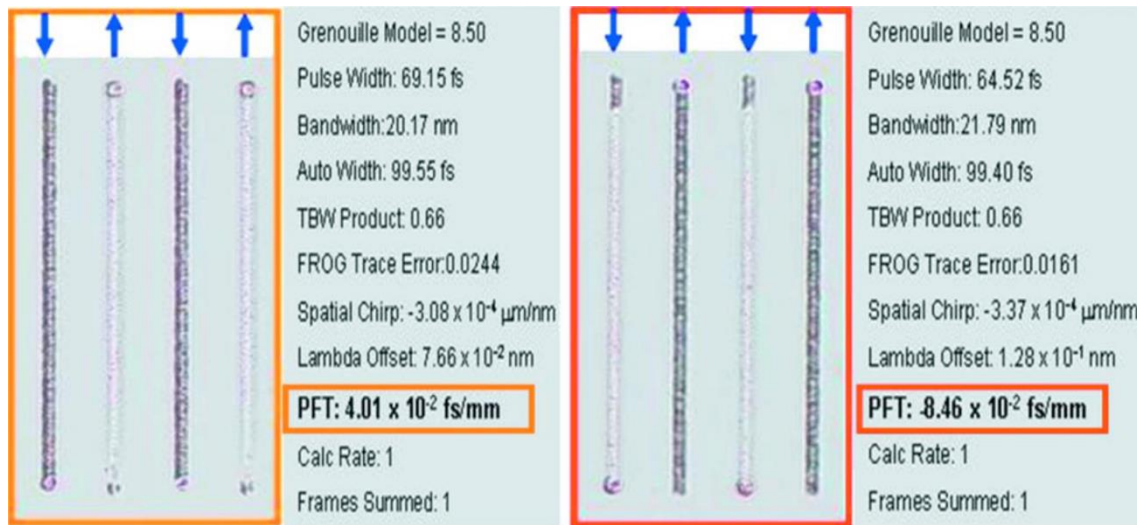 Grenouille Model = 8.50
Pulse Width: 69.15 fs
Bandwidth:20.17 nm
Auto Width: 99.55 fs
TBW Product: 0.66
FROG Trace Error:0.0244
Spatial Chirp: -3.08 x 10⁻⁴ μm/nm
Lambda Offset: 7.66 x 10⁻² nm
PFT: 4.01 x 10⁻² fs/mm
Calc Rate: 1
Frames Summed: 1
Grenouille Model = 8.50
Pulse Width: 64.52 fs
Bandwidth:21.79 nm
Auto Width: 99.40 fs
TBW Product: 0.66
FROG Trace Error:0.0161
Spatial Chirp: -3.37 x 10⁻⁴ μm/nm
Lambda Offset: 1.28 x 10⁻¹ nm
PFT: -8.46 x 10⁻² fs/mm
Calc Rate: 1
Frames Summed: 1